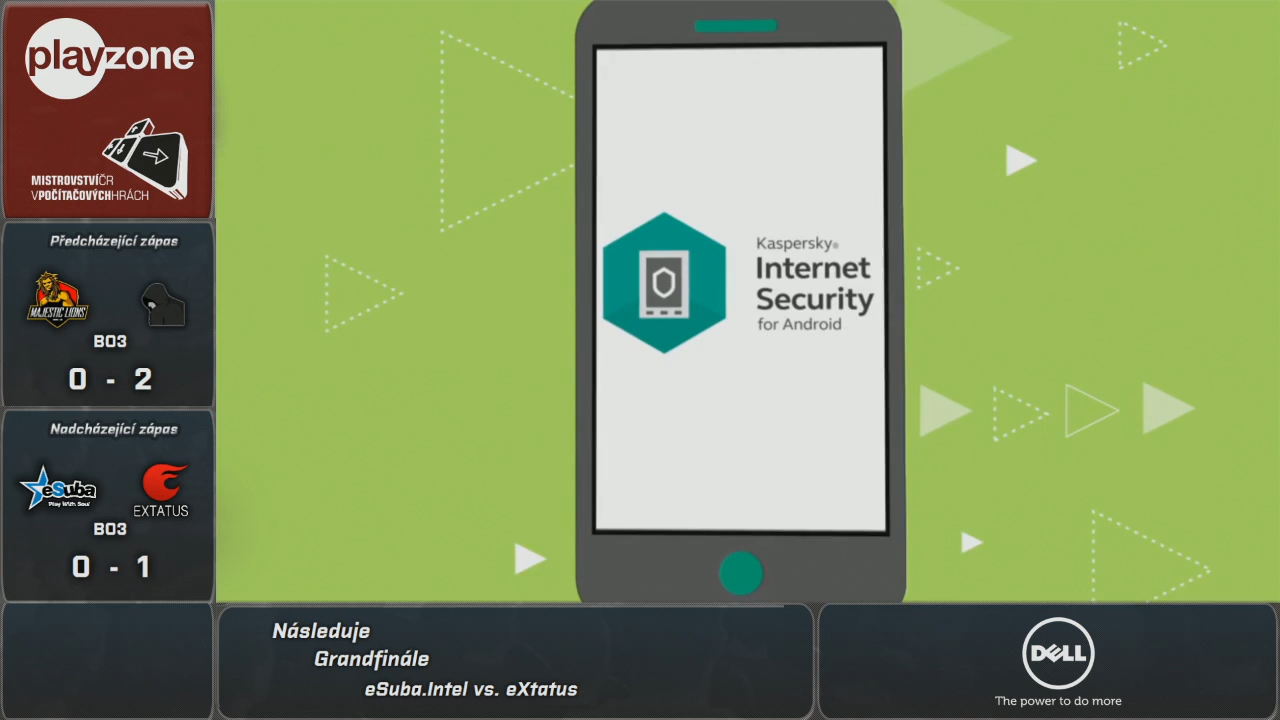 playzone
MISTROVSTVÍČR
VPOČÍTAČOVÝCHHRÁCH
Předcházející zápas
MAJESTIC LIONS
BO3
0 - 2
Nadcházející zápas
eSuba
Play With Soul
EXTATUS
BO3
0 - 1
Kaspersky®
Internet
Security
for Android
Následuje
Grandfinále
eSuba.Intel vs. eXtatus
DELL
The power to do more